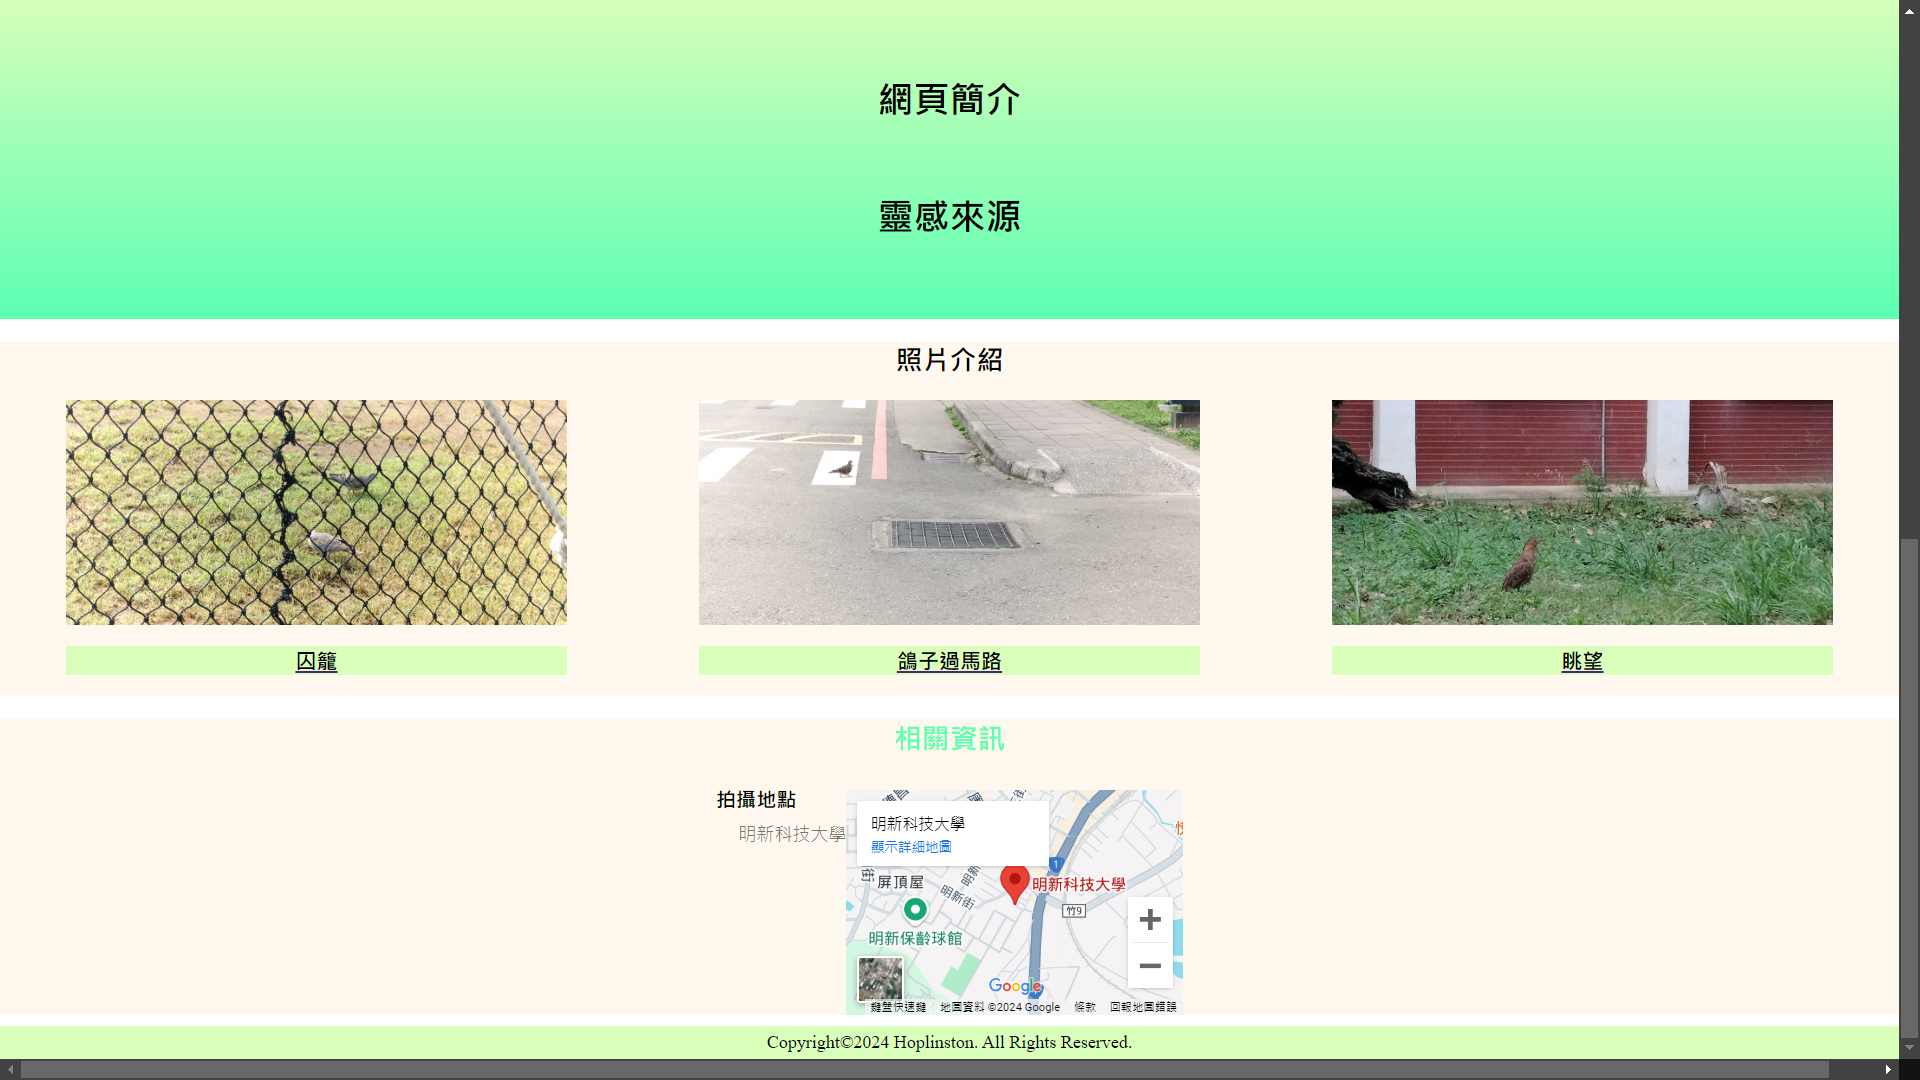 網頁簡介
靈感來源
照片介紹
囚籠
鴿子過馬路
眺望
相關資訊
拍攝地點
明新科技大學
明新科技大學
顯示詳細地圖
1
明新科技大學
屏頂屋
明新街
竹9
明新保齡球館
Google
鍵盤快速鍵
地圖資料 ©2024 Google
條款
回報地圖錯誤
Copyright©2024 Hoplinston. All Rights Reserved.